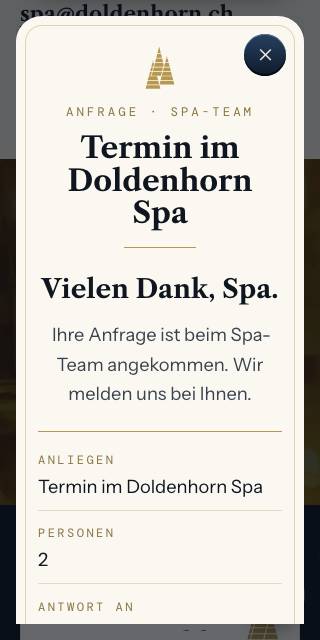 spa@doldenhorn.ch
ANFRAGE · SPA-TEAM
Termin im
Doldenhorn
Spa
Vielen Dank, Spa.
Ihre Anfrage ist beim Spa-
Team angekommen. Wir
melden uns bei Ihnen.
ANLIEGEN
Termin im Doldenhorn Spa
PERSONEN
2
ANTWORT AN